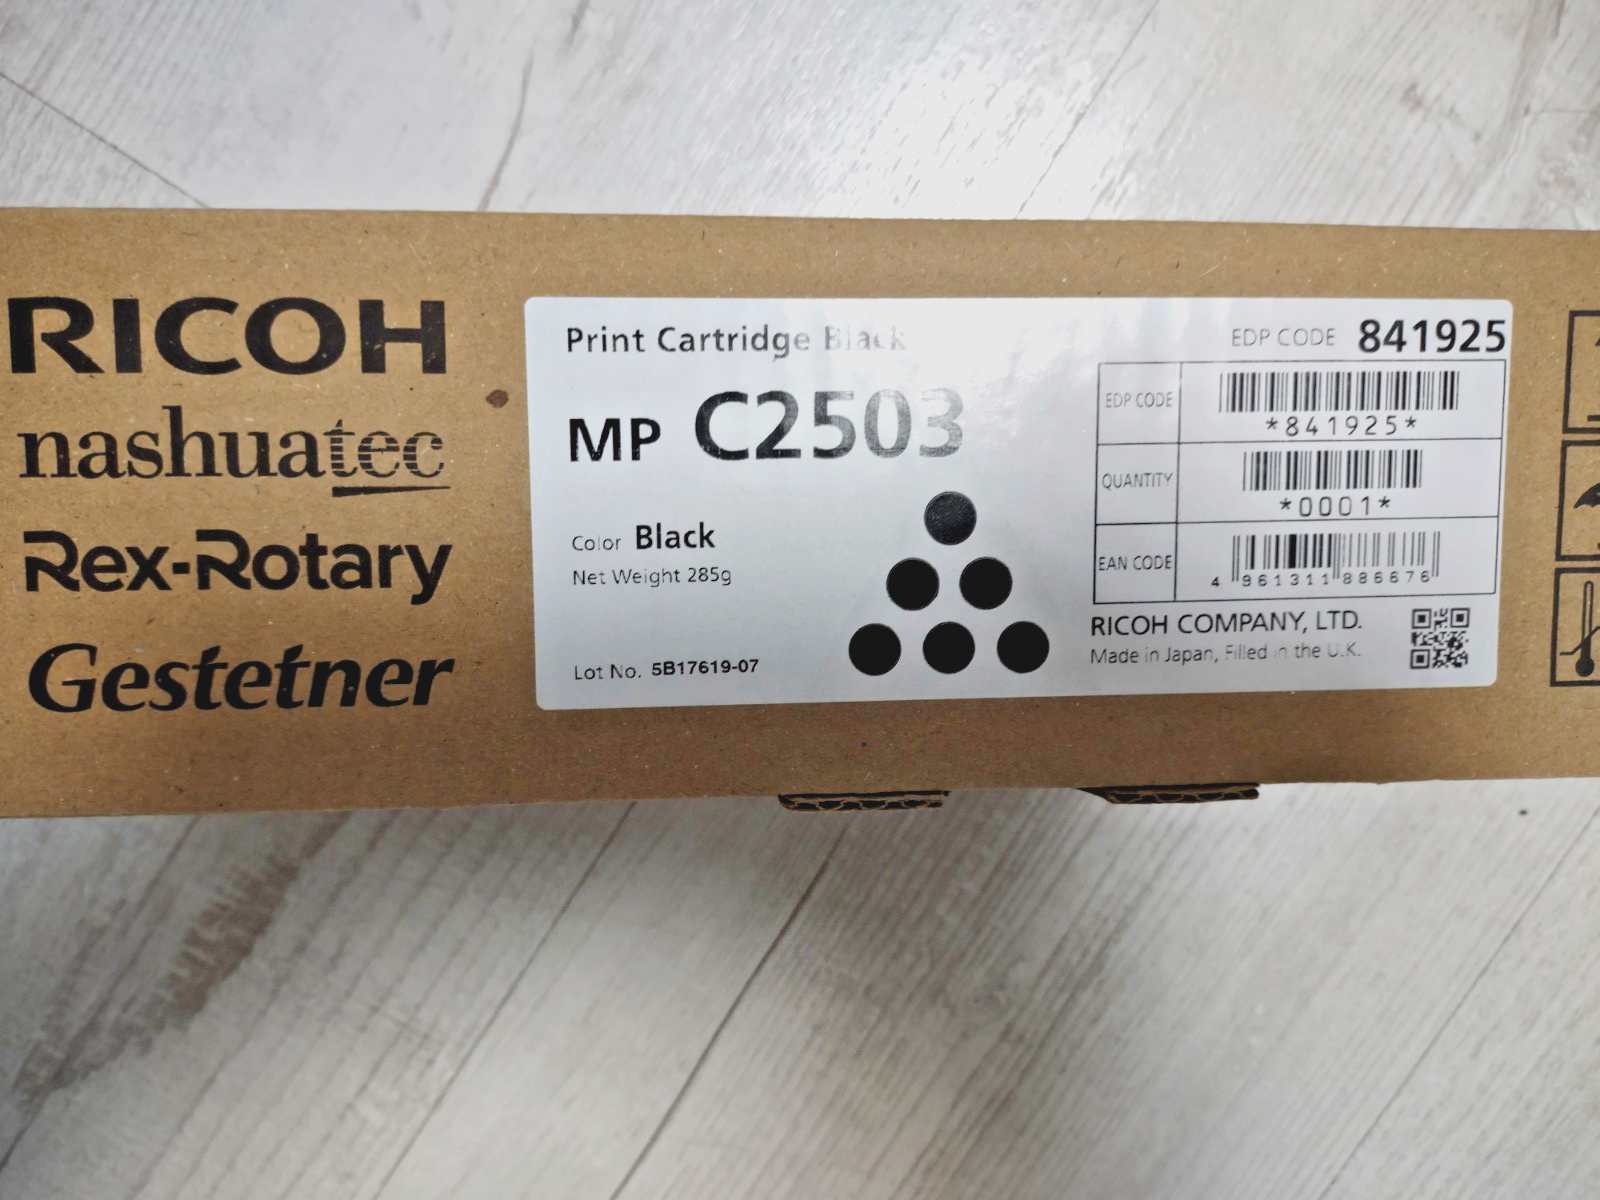 RICOH
nashuatec
Rex-Rotary
Gestetner
Print Cartridge Black
MP C2503
Color Black
Net Weight 285g
Lot No. 5B17619-07
EDP CODE 841925
EDP CODE
*841925*
QUANTITY
*0001*
EAN CODE
4 961311 886676
RICOH COMPANY, LTD.
Made in Japan, Filled in the U.K.